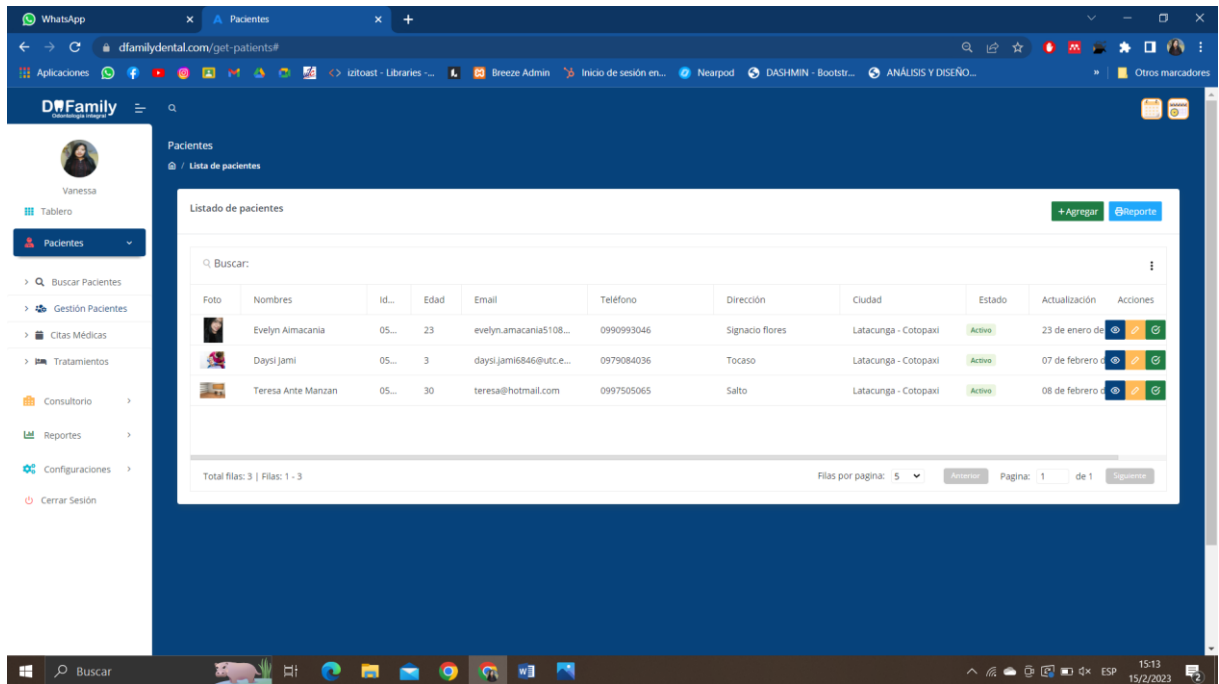 WhatsApp
Pacientes
dfamilydental.com/get-patients#
Aplicaciones
izitoast - Libraries -...
Breeze Admin
Inicio de sesión en...
Nearpod
DASHMIN - Bootstr...
ANÁLISIS Y DISEÑO...
»
Otros marcadores
D Family
Odontología integral
Vanessa
Tablero
Pacientes
Buscar Pacientes
Gestión Pacientes
Citas Médicas
Tratamientos
Consultorio
Reportes
Configuraciones
Cerrar Sesión
Pacientes
/ Lista de pacientes
Listado de pacientes
+Agregar
Reporte
Buscar:
Foto Nombres Id... Edad Email Teléfono Dirección Ciudad Estado Actualización Acciones
Evelyn Aimacania 05... 23 evelyn.amacania5108... 0990993046 Signacio flores Latacunga - Cotopaxi Activo 23 de enero de
Daysi Jami 05... 3 daysi.jami6846@utc.e... 0979084036 Tocaso Latacunga - Cotopaxi Activo 07 de febrero d
Teresa Ante Manzan 05... 30 teresa@hotmail.com 0997505065 Salto Latacunga - Cotopaxi Activo 08 de febrero d
Total filas: 3 | Filas: 1 - 3
Filas por pagina: 5 Anterior Pagina: 1 de 1 Siguiente
Buscar
ESP
15:13
15/2/2023